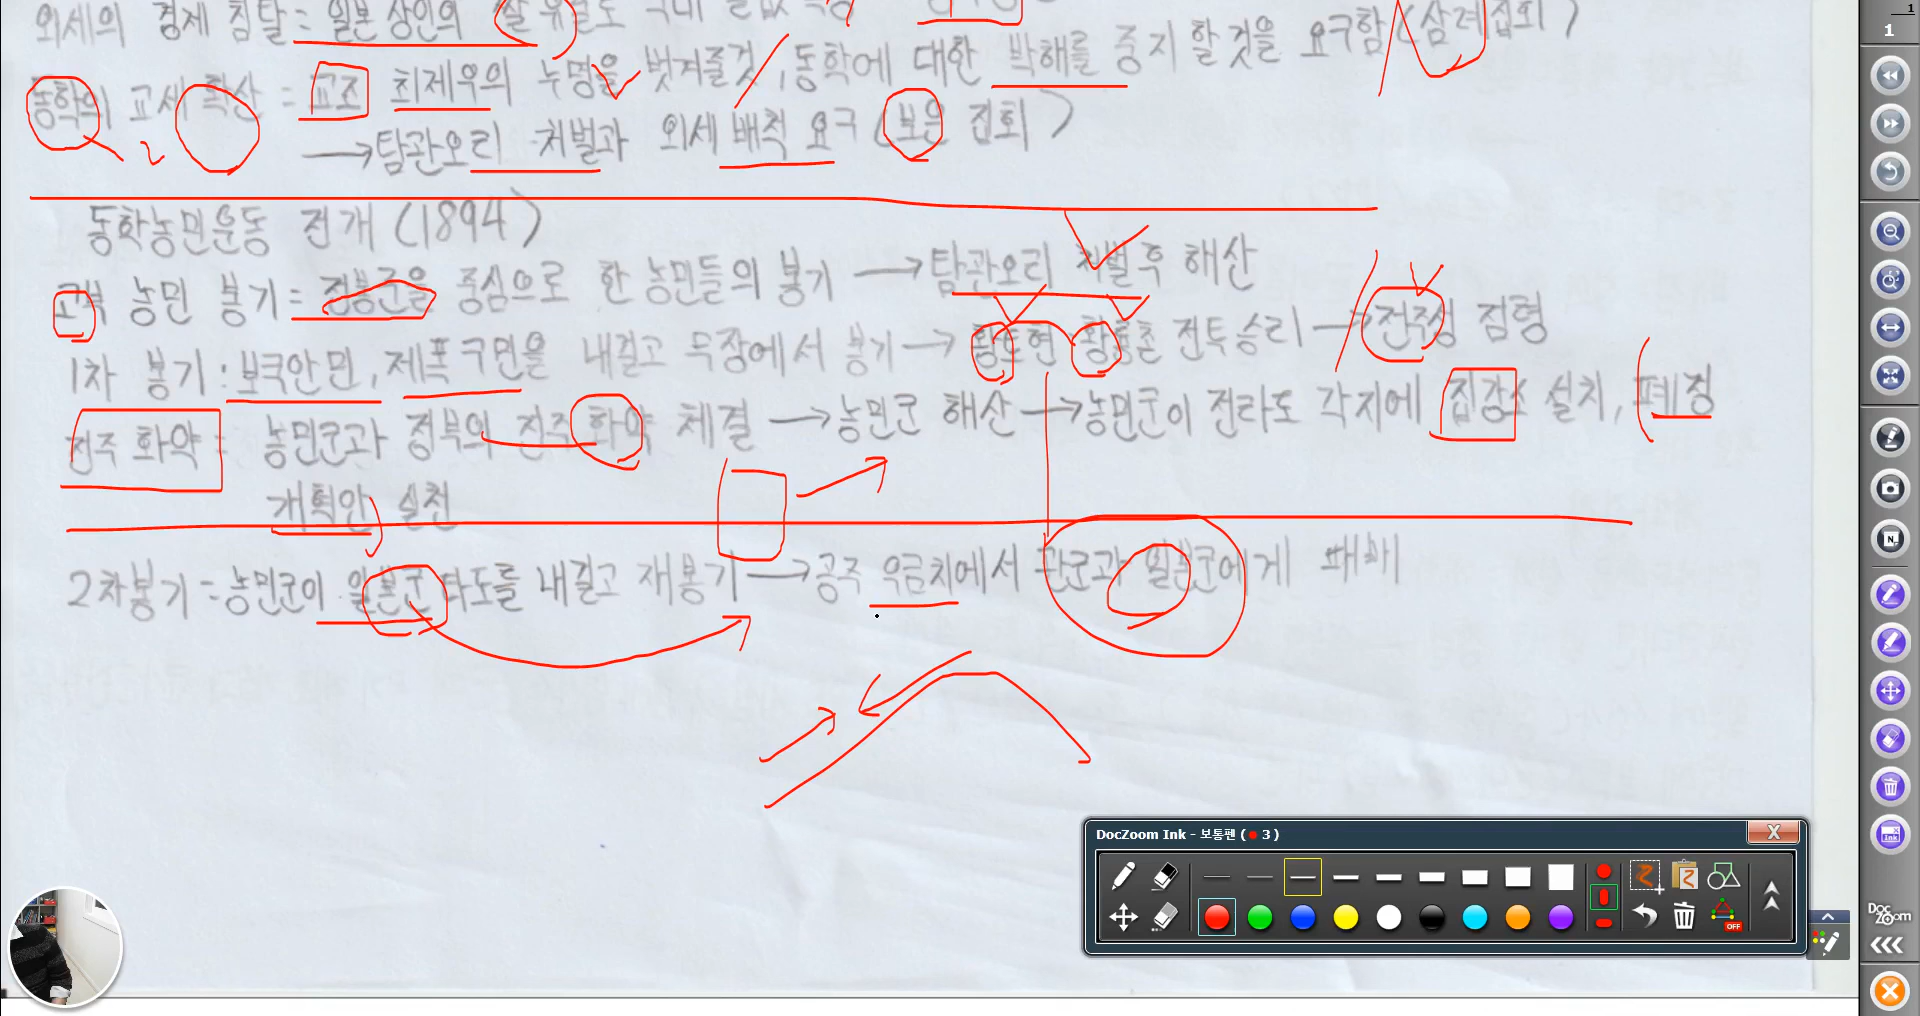 외세의 경제 침탈 = 일본 상인의 쌀 유출로 국내
동학의 교세 확산 = 교조 최제우의 누명을 벗겨줄것, 동학에 대한 박해를 중지 할 것을 요구함 (삼례집회)
→ 탐관오리 처벌과 외세 배척 요구 (보은 집회)
동학농민운동 전개 (1894)
고부 농민 봉기 = 전봉준을 중심으로 한 농민들의 봉기 → 탐관오리 처벌 후 해산
1차 봉기 : 보국안민, 제폭구민을 내걸고 무장에서 봉기 → 황토현 황룡촌 전투승리 → 전주성 점령
전주 화약 = 농민군과 정부의 전주 화약 체결 → 농민군 해산 → 농민군이 전라도 각지에 집강소 설치, 폐정
개혁안 실천
2차봉기 = 농민군이 일본군 타도를 내걸고 재봉기 → 공주 우금치에서 관군과 일본군에게 패배
DocZoom Ink - 보통펜 ( 3 )
X
OFF
1
1
N
Ink
Doc
Zoom